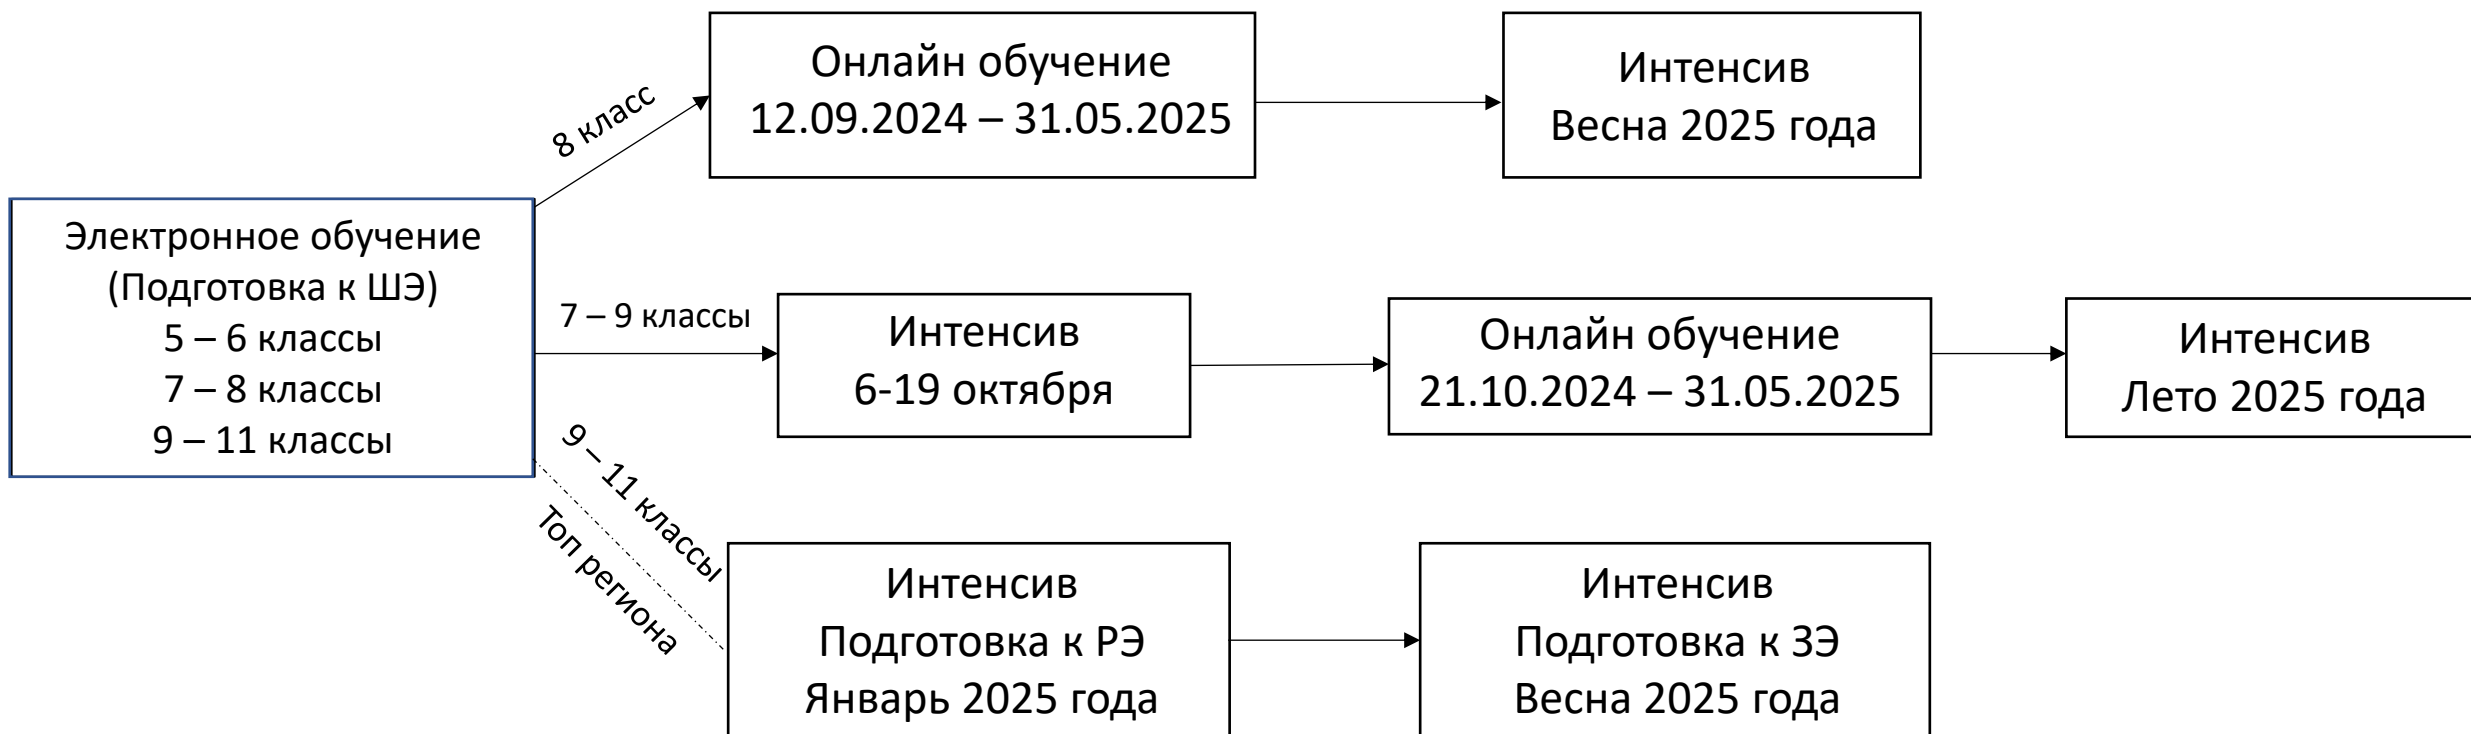 8 класс
Онлайн обучение
12.09.2024 – 31.05.2025
Интенсив
Весна 2025 года
Электронное обучение
(Подготовка к ШЭ)
5 – 6 классы
7 – 8 классы
9 – 11 классы
7 – 9 классы
Интенсив
6-19 октября
Онлайн обучение
21.10.2024 – 31.05.2025
Интенсив
Лето 2025 года
9 – 11 классы
Топ региона
Интенсив
Подготовка к РЭ
Январь 2025 года
Интенсив
Подготовка к ЗЭ
Весна 2025 года